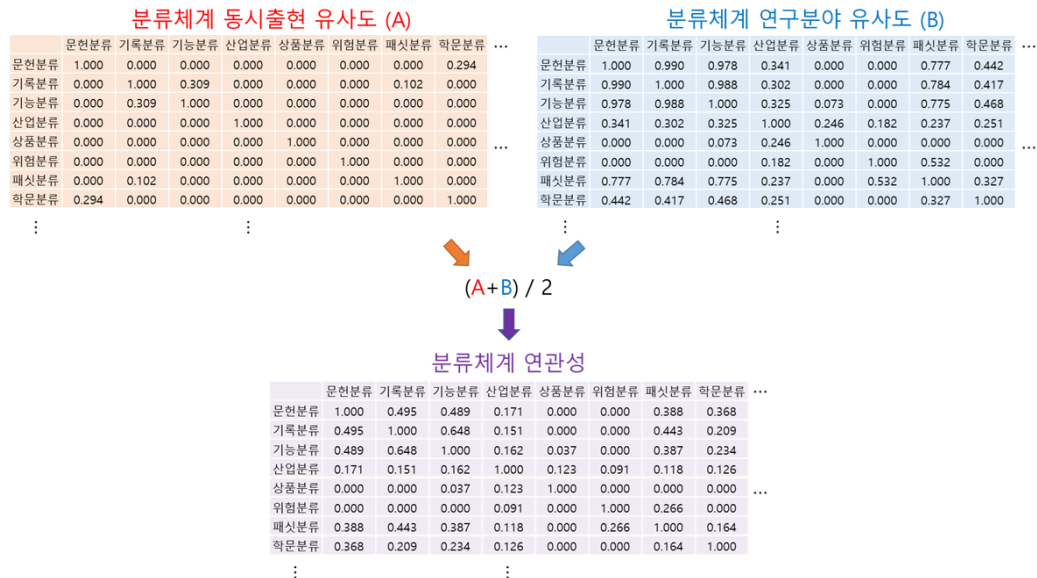 분류체계 동시출현 유사도 (A)
문헌분류 기록분류 기능분류 산업분류 상품분류 위험분류 패싯분류 학문분류 ...
문헌분류 1.000 0.000 0.000 0.000 0.000 0.000 0.000 0.294
기록분류 0.000 1.000 0.309 0.000 0.000 0.000 0.102 0.000
기능분류 0.000 0.309 1.000 0.000 0.000 0.000 0.000 0.000
산업분류 0.000 0.000 0.000 1.000 0.000 0.000 0.000 0.000
상품분류 0.000 0.000 0.000 0.000 1.000 0.000 0.000 0.000 ...
위험분류 0.000 0.000 0.000 0.000 0.000 1.000 0.000 0.000
패싯분류 0.000 0.102 0.000 0.000 0.000 0.000 1.000 0.000
학문분류 0.294 0.000 0.000 0.000 0.000 0.000 0.000 1.000
⋮ ⋮
분류체계 연구분야 유사도 (B)
문헌분류 기록분류 기능분류 산업분류 상품분류 위험분류 패싯분류 학문분류 ...
문헌분류 1.000 0.990 0.978 0.341 0.000 0.000 0.777 0.442
기록분류 0.990 1.000 0.988 0.302 0.000 0.000 0.784 0.417
기능분류 0.978 0.988 1.000 0.325 0.073 0.000 0.775 0.468
산업분류 0.341 0.302 0.325 1.000 0.246 0.182 0.237 0.251
상품분류 0.000 0.000 0.073 0.246 1.000 0.000 0.000 0.000 ...
위험분류 0.000 0.000 0.000 0.182 0.000 1.000 0.532 0.000
패싯분류 0.777 0.784 0.775 0.237 0.000 0.532 1.000 0.327
학문분류 0.442 0.417 0.468 0.251 0.000 0.000 0.327 1.000
⋮ ⋮
(A+B) / 2
분류체계 연관성
문헌분류 기록분류 기능분류 산업분류 상품분류 위험분류 패싯분류 학문분류 ...
문헌분류 1.000 0.495 0.489 0.171 0.000 0.000 0.388 0.368
기록분류 0.495 1.000 0.648 0.151 0.000 0.000 0.443 0.209
기능분류 0.489 0.648 1.000 0.162 0.037 0.000 0.387 0.234
산업분류 0.171 0.151 0.162 1.000 0.123 0.091 0.118 0.126
상품분류 0.000 0.000 0.037 0.123 1.000 0.000 0.000 0.000 ...
위험분류 0.000 0.000 0.000 0.091 0.000 1.000 0.266 0.000
패싯분류 0.388 0.443 0.387 0.118 0.000 0.266 1.000 0.164
학문분류 0.368 0.209 0.234 0.126 0.000 0.000 0.164 1.000
⋮ ⋮